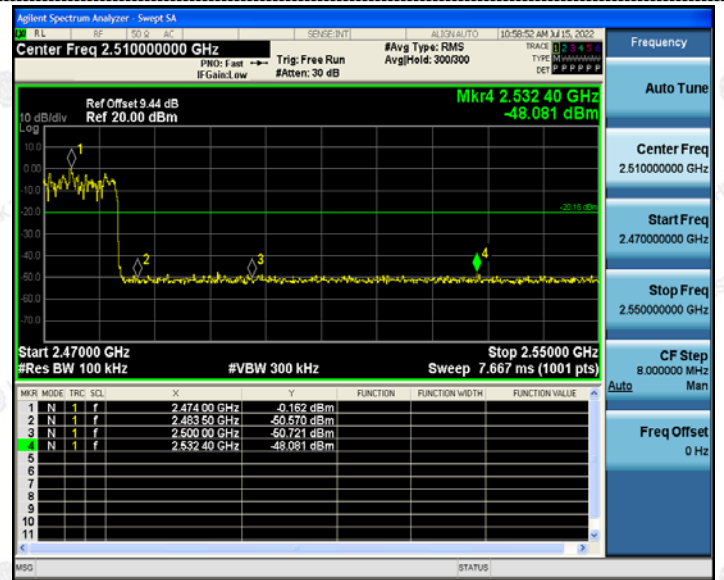 Agilent Spectrum Analyzer - Swept SA
RL RF 50 Ω AC SENSE:INT ALIGN AUTO 10:58:52 AM Jul 15, 2022
Center Freq 2.510000000 GHz
PNO: Fast
IFGain:Low
Trig: Free Run
#Atten: 30 dB
#Avg Type: RMS
Avg|Hold: 300/300
TRACE 1 2 3 4 5 6
TYPE M
DET P P P P P P
Ref Offset 9.44 dB
Ref 20.00 dBm
10 dB/div
Log
Mkr4 2.532 40 GHz
-48.081 dBm
10.0
0.00
-10.0
-20.0
-30.0
-40.0
-50.0
-60.0
-70.0
1
2
3
4
-20.16 dBm
Start 2.47000 GHz
#Res BW 100 kHz
#VBW 300 kHz
Stop 2.55000 GHz
Sweep 7.667 ms (1001 pts)
MKR MODE TRC SCL X Y FUNCTION FUNCTION WIDTH FUNCTION VALUE
1 N 1 f 2.474 00 GHz -0.162 dBm
2 N 1 f 2.483 50 GHz -50.570 dBm
3 N 1 f 2.500 00 GHz -50.721 dBm
4 N 1 f 2.532 40 GHz -48.081 dBm
5
6
7
8
9
10
11
MSG STATUS
Frequency
Auto Tune
Center Freq
2.510000000 GHz
Start Freq
2.470000000 GHz
Stop Freq
2.550000000 GHz
CF Step
8.000000 MHz
Auto Man
Freq Offset
0 Hz